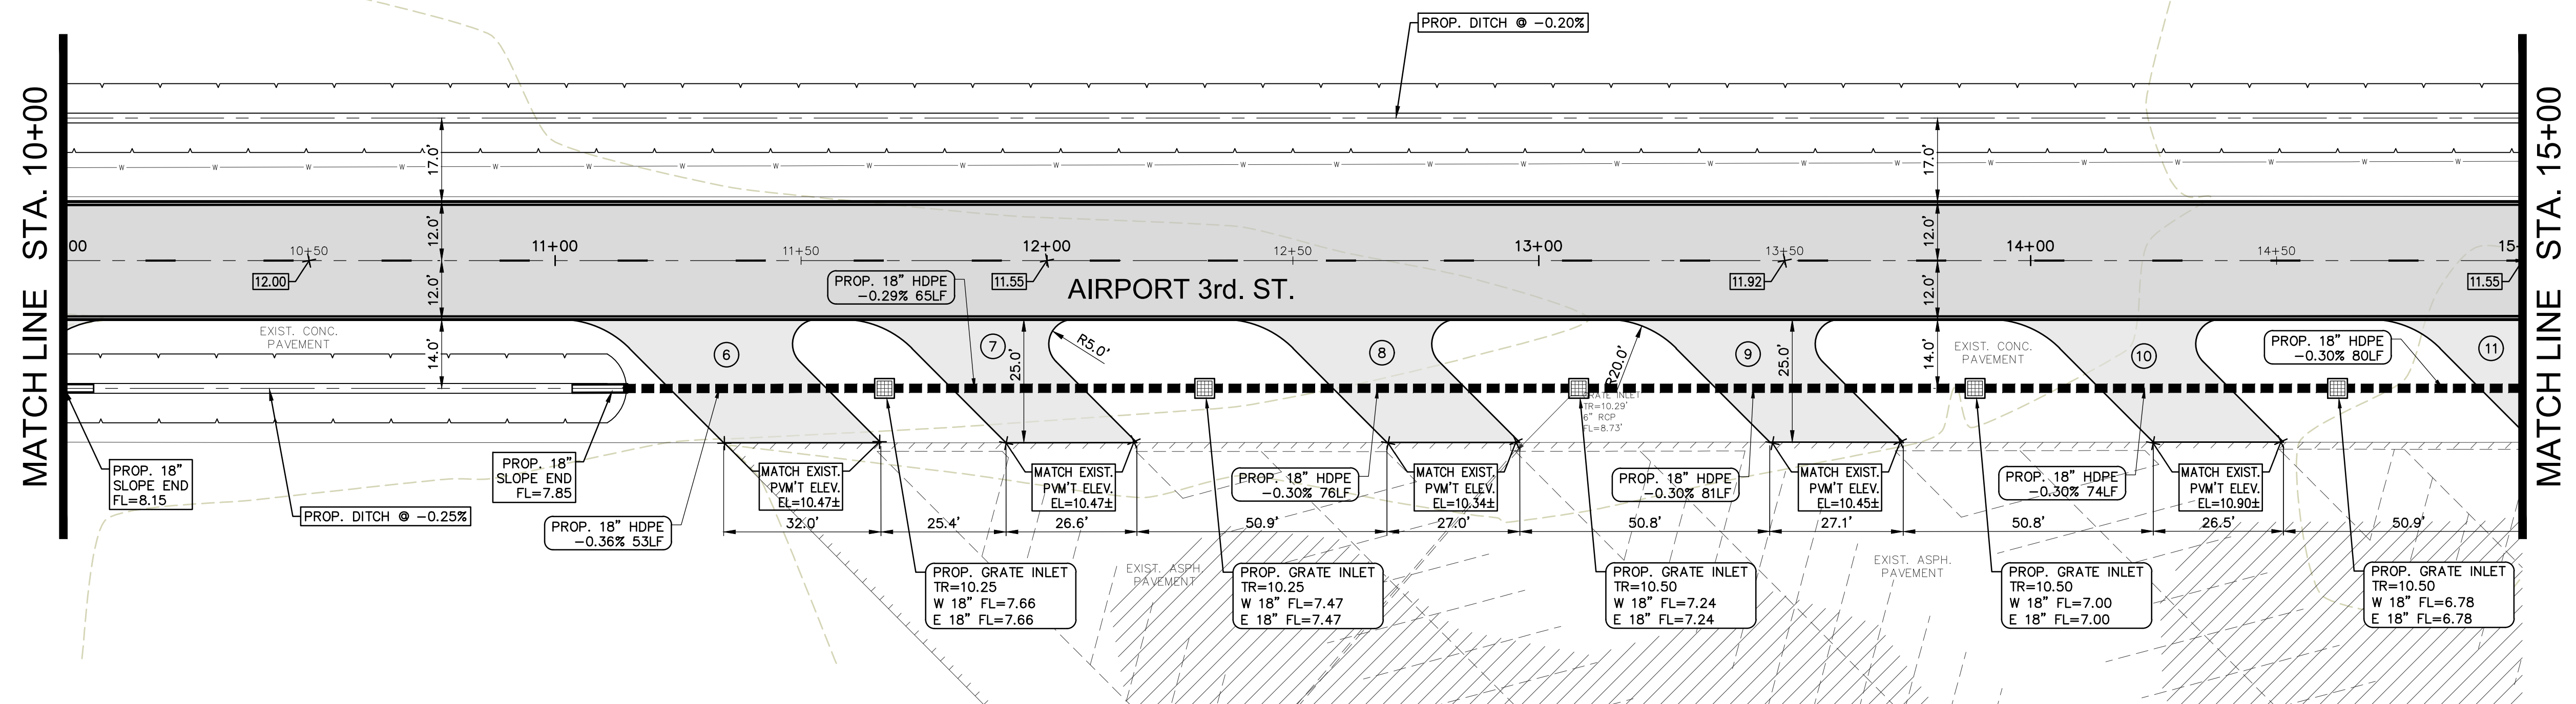 PROP. DITCH @ -0.20%
MATCH LINE STA. 10+00
MATCH LINE STA. 15+00
17.0'
17.0'
12.0'
12.0'
00
10+50
11+00
11+50
12+00
12+50
13+00
13+50
14+00
14+50
15+
12.00
11.55
11.92
11.55
12.0'
12.0'
PROP. 18" HDPE
-0.29% 65LF
AIRPORT 3rd. ST.
EXIST. CONC.
PAVEMENT
14.0'
6
7
25.0'
R5.0'
8
R20.0'
9
25.0'
14.0'
EXIST. CONC.
PAVEMENT
10
PROP. 18" HDPE
-0.30% 80LF
11
GRATE INLET
TR=10.29'
6" RCP
FL=8.73'
PROP. 18"
SLOPE END
FL=8.15
PROP. DITCH @ -0.25%
PROP. 18"
SLOPE END
FL=7.85
PROP. 18" HDPE
-0.36% 53LF
MATCH EXIST.
PVM'T ELEV.
EL=10.47±
MATCH EXIST.
PVM'T ELEV.
EL=10.47±
PROP. 18" HDPE
-0.30% 76LF
MATCH EXIST.
PVM'T ELEV.
EL=10.34±
PROP. 18" HDPE
-0.30% 81LF
MATCH EXIST.
PVM'T ELEV.
EL=10.45±
PROP. 18" HDPE
-0.30% 74LF
MATCH EXIST.
PVM'T ELEV.
EL=10.90±
32.0'
25.4'
26.6'
50.9'
27.0'
50.8'
27.1'
50.8'
26.5'
50.9'
EXIST. ASPH.
PAVEMENT
EXIST. ASPH.
PAVEMENT
PROP. GRATE INLET
TR=10.25
W 18" FL=7.66
E 18" FL=7.66
PROP. GRATE INLET
TR=10.25
W 18" FL=7.47
E 18" FL=7.47
PROP. GRATE INLET
TR=10.50
W 18" FL=7.24
E 18" FL=7.24
PROP. GRATE INLET
TR=10.50
W 18" FL=7.00
E 18" FL=7.00
PROP. GRATE INLET
TR=10.50
W 18" FL=6.78
E 18" FL=6.78
W W W W W W W W W W W W W W W W W W W W W W W W W W